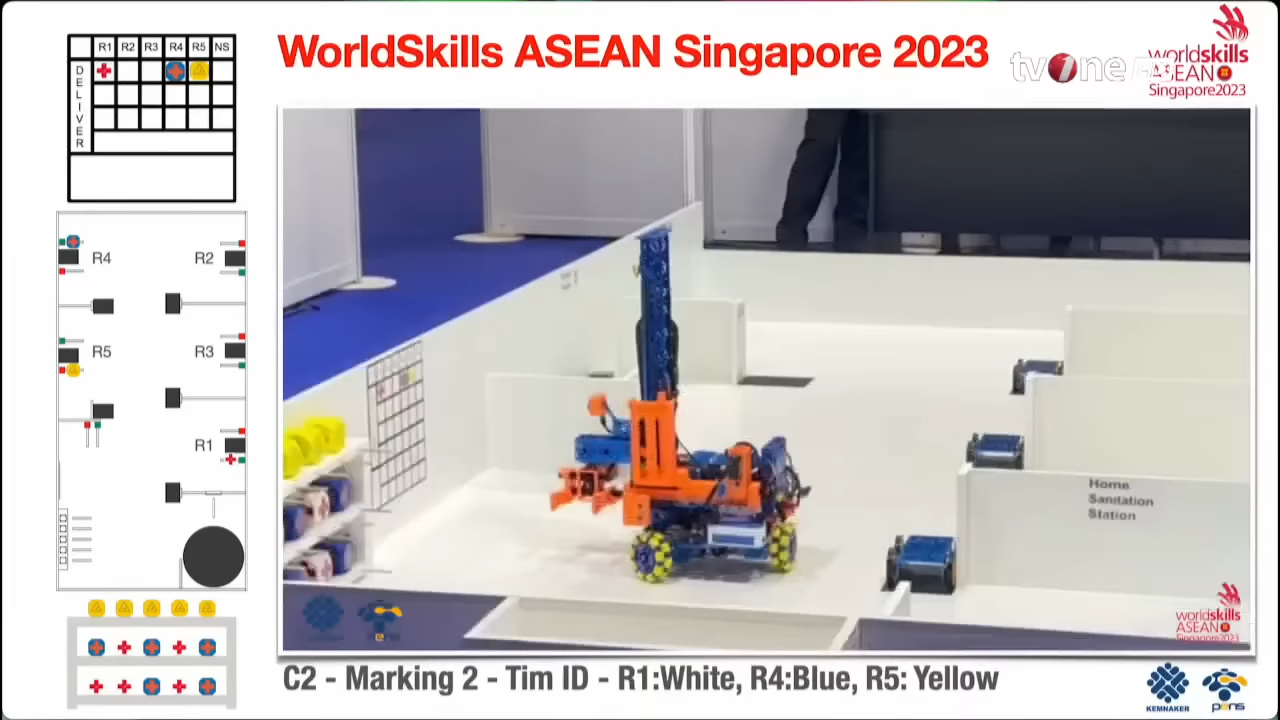 WorldSkills ASEAN Singapore 2023
tvOne
worldskills
ASEAN
Singapore2023
R1 R2 R3 R4 R5 NS
DELIVER
R4
R2
R5
R3
R1
Home
Sanitation
Station
worldskills
ASEAN
Singapore2023
C2 - Marking 2 - Tim ID - R1:White, R4:Blue, R5: Yellow
KEMNAKER
pens